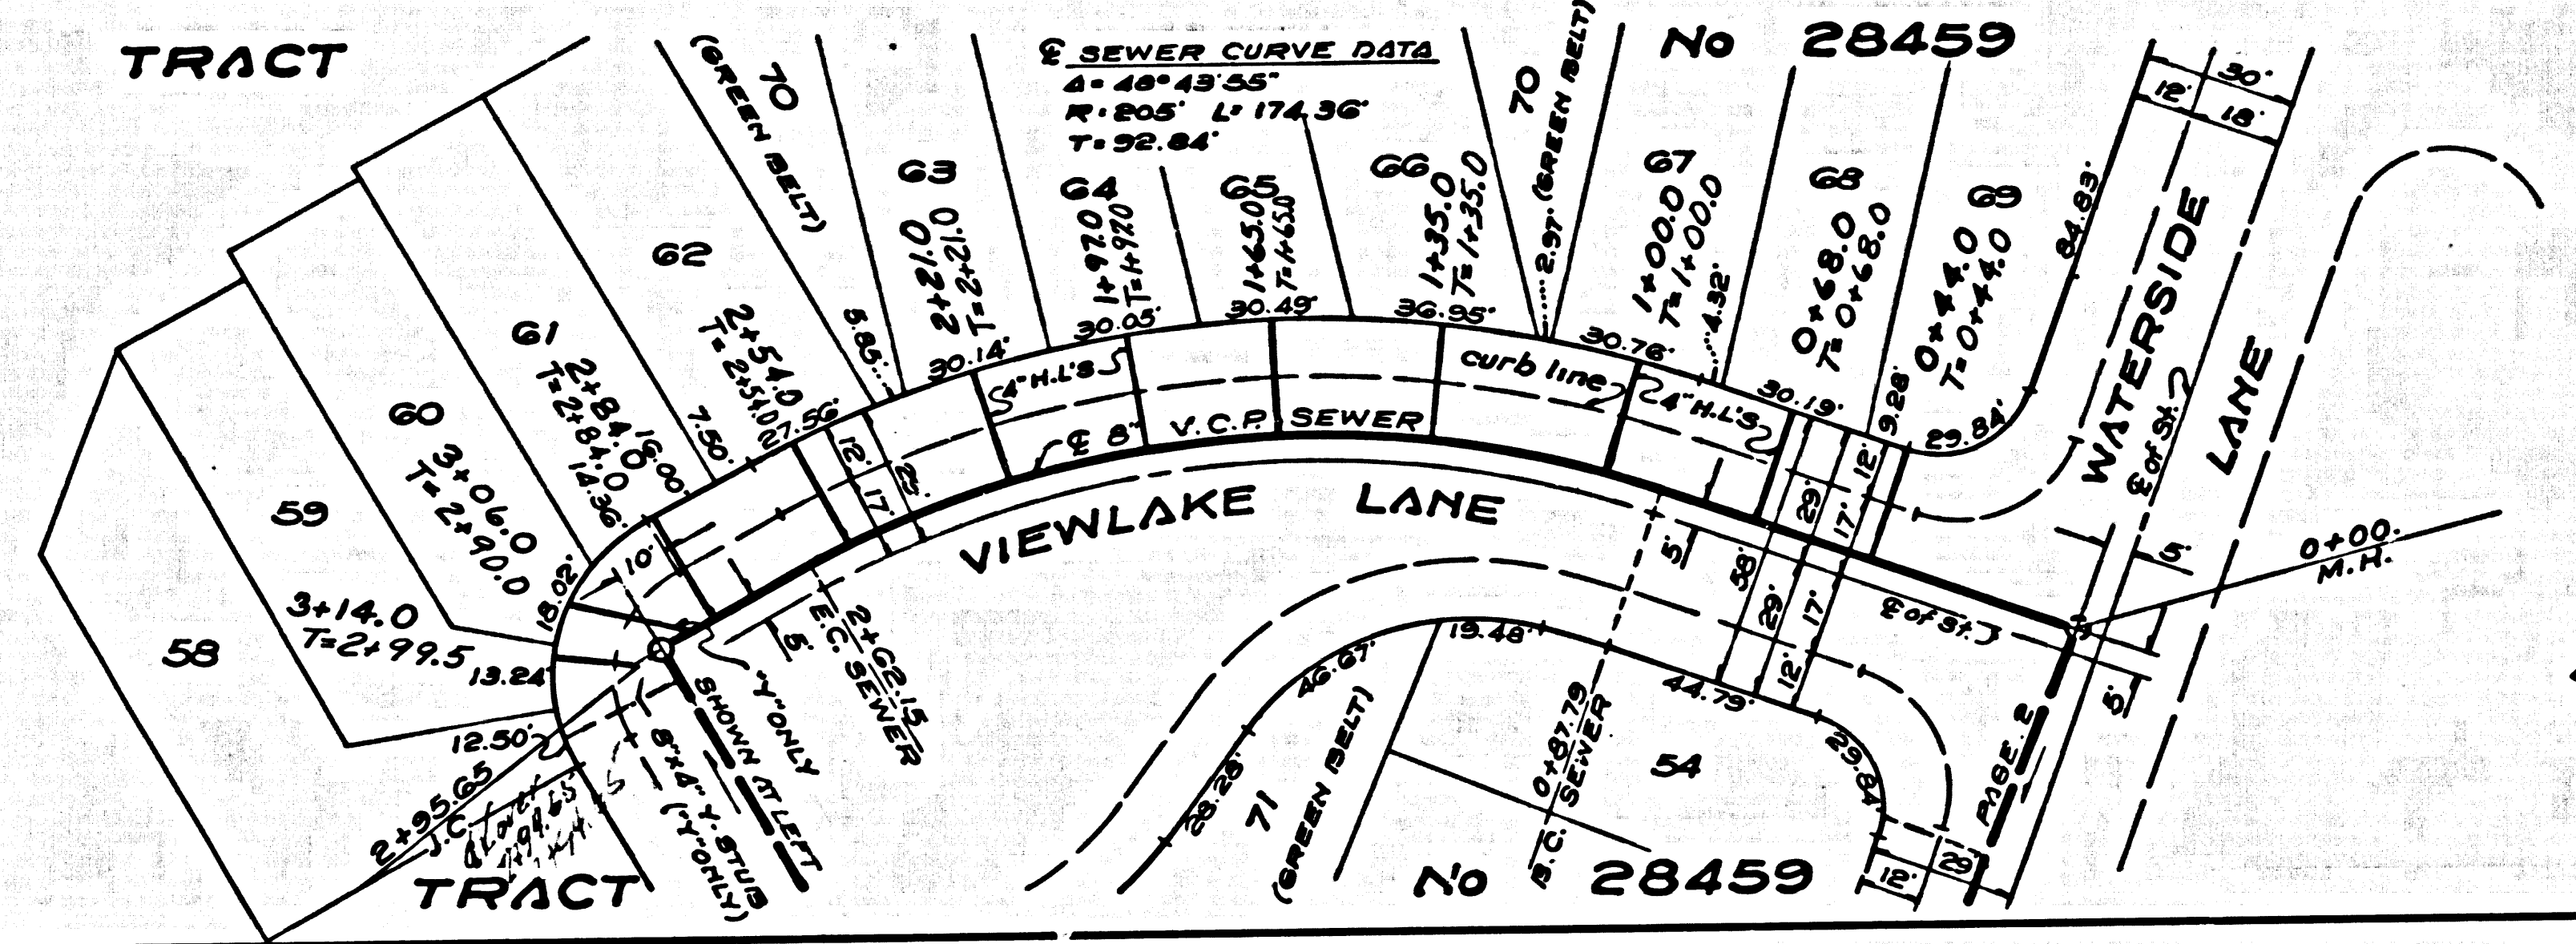 TRACT
No 28459
℄ SEWER CURVE DATA
Δ= 48°43'55"
R= 205' L= 174.36'
T= 92.84'
70
(GREEN BELT)
70
(GREEN BELT)
2.97'
58
59
60
61
62
63
64
65
66
67
68
69
3+14.0
T=2+99.5
3+06.0
T=2+90.0
2+84.0
T=2+84.0
2+54.0
T=2+54.0
2+21.0
T=2+21.0
1+97.0
T=1+97.0
1+65.0
T=1+65.0
1+35.0
T=1+35.0
1+00.0
T=1+00.0
0+68.0
T=0+68.0
0+44.0
T=0+44.0
12.50'
13.24'
18.02'
14.36'
16.00'
7.50'
27.56'
5.85'
30.14'
30.05'
30.49'
36.95'
30.76'
4.32'
30.19'
9.28'
29.84'
84.83'
12'
30'
18'
10'
12'
17'
29'
4" H.L'S
℄ 8" V.C.P. SEWER
curb line
4" H.L'S
29'
17'
12'
58'
29'
17'
12'
5'
5'
VIEWLAKE LANE
WATERSIDE LANE
℄ of St.
℄ of St.
0+00.
M.H.
5'
5'
2+62.15
E.C. SEWER
"Y" ONLY
SHOWN AT LEFT
8"x4" Y. STUB
("Y" ONLY)
2+95.65
J.C.
28.28'
46.67'
19.48'
44.79'
29.84'
71
(GREEN BELT)
0+87.79
B.C. SEWER
54
PAGE 2
12'
29'
TRACT
No 28459